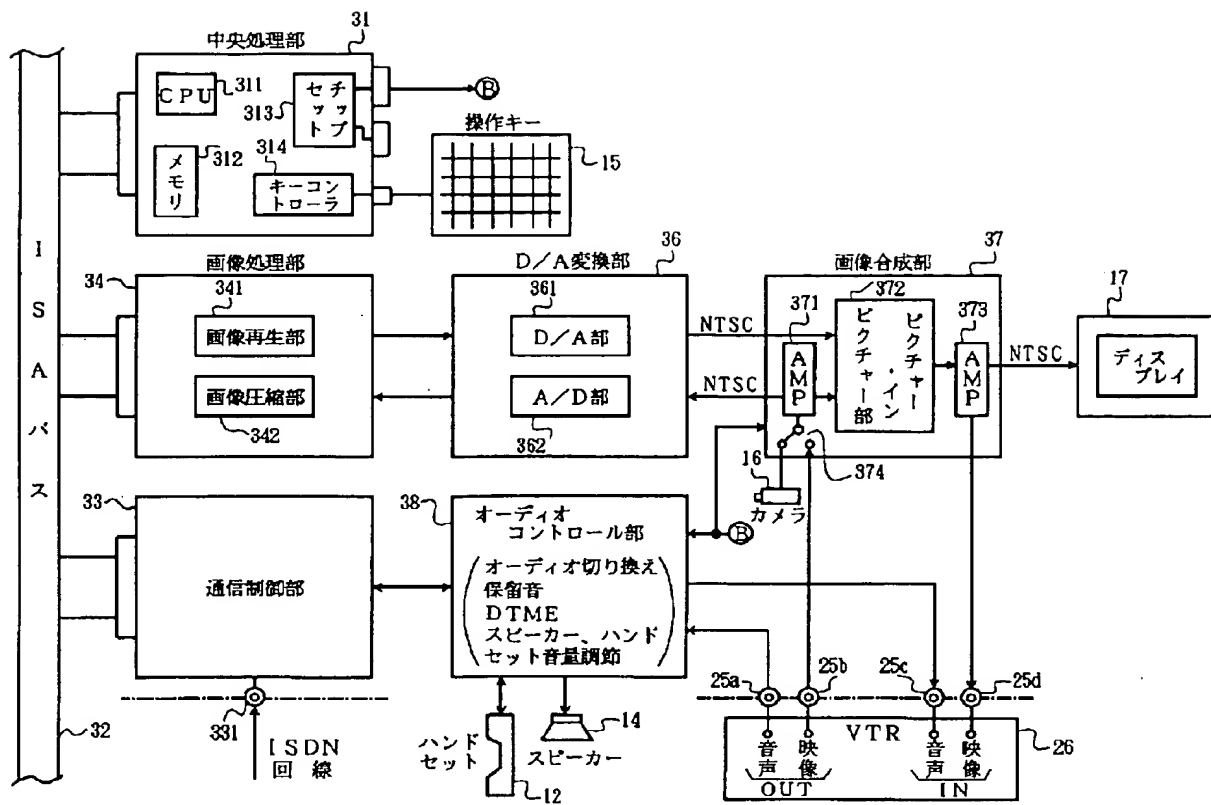 中央処理部
31
CPU
311
313
チップ
セット
B
操作キー
15
メモリ
312
314
キーコン
トローラ
ISAバス
32
画像処理部
34
341
画像再生部
画像圧縮部
342
D/A変換部
36
361
D/A部
A/D部
362
NTSC
NTSC
画像合成部
37
371
AMP
372
ピクチャー
・イン
ピクチャー部
373
AMP
374
16
カメラ
NTSC
17
ディス
プレイ
33
通信制御部
331
ISDN
回線
38
オーディオ
コントロール部
オーディオ切り換え
保留音
DTME
スピーカー、ハンド
セット音量調節
B
ハンド
セット
12
14
スピーカー
25a
25b
25c
25d
VTR
26
音声
映像
OUT
音声
映像
IN